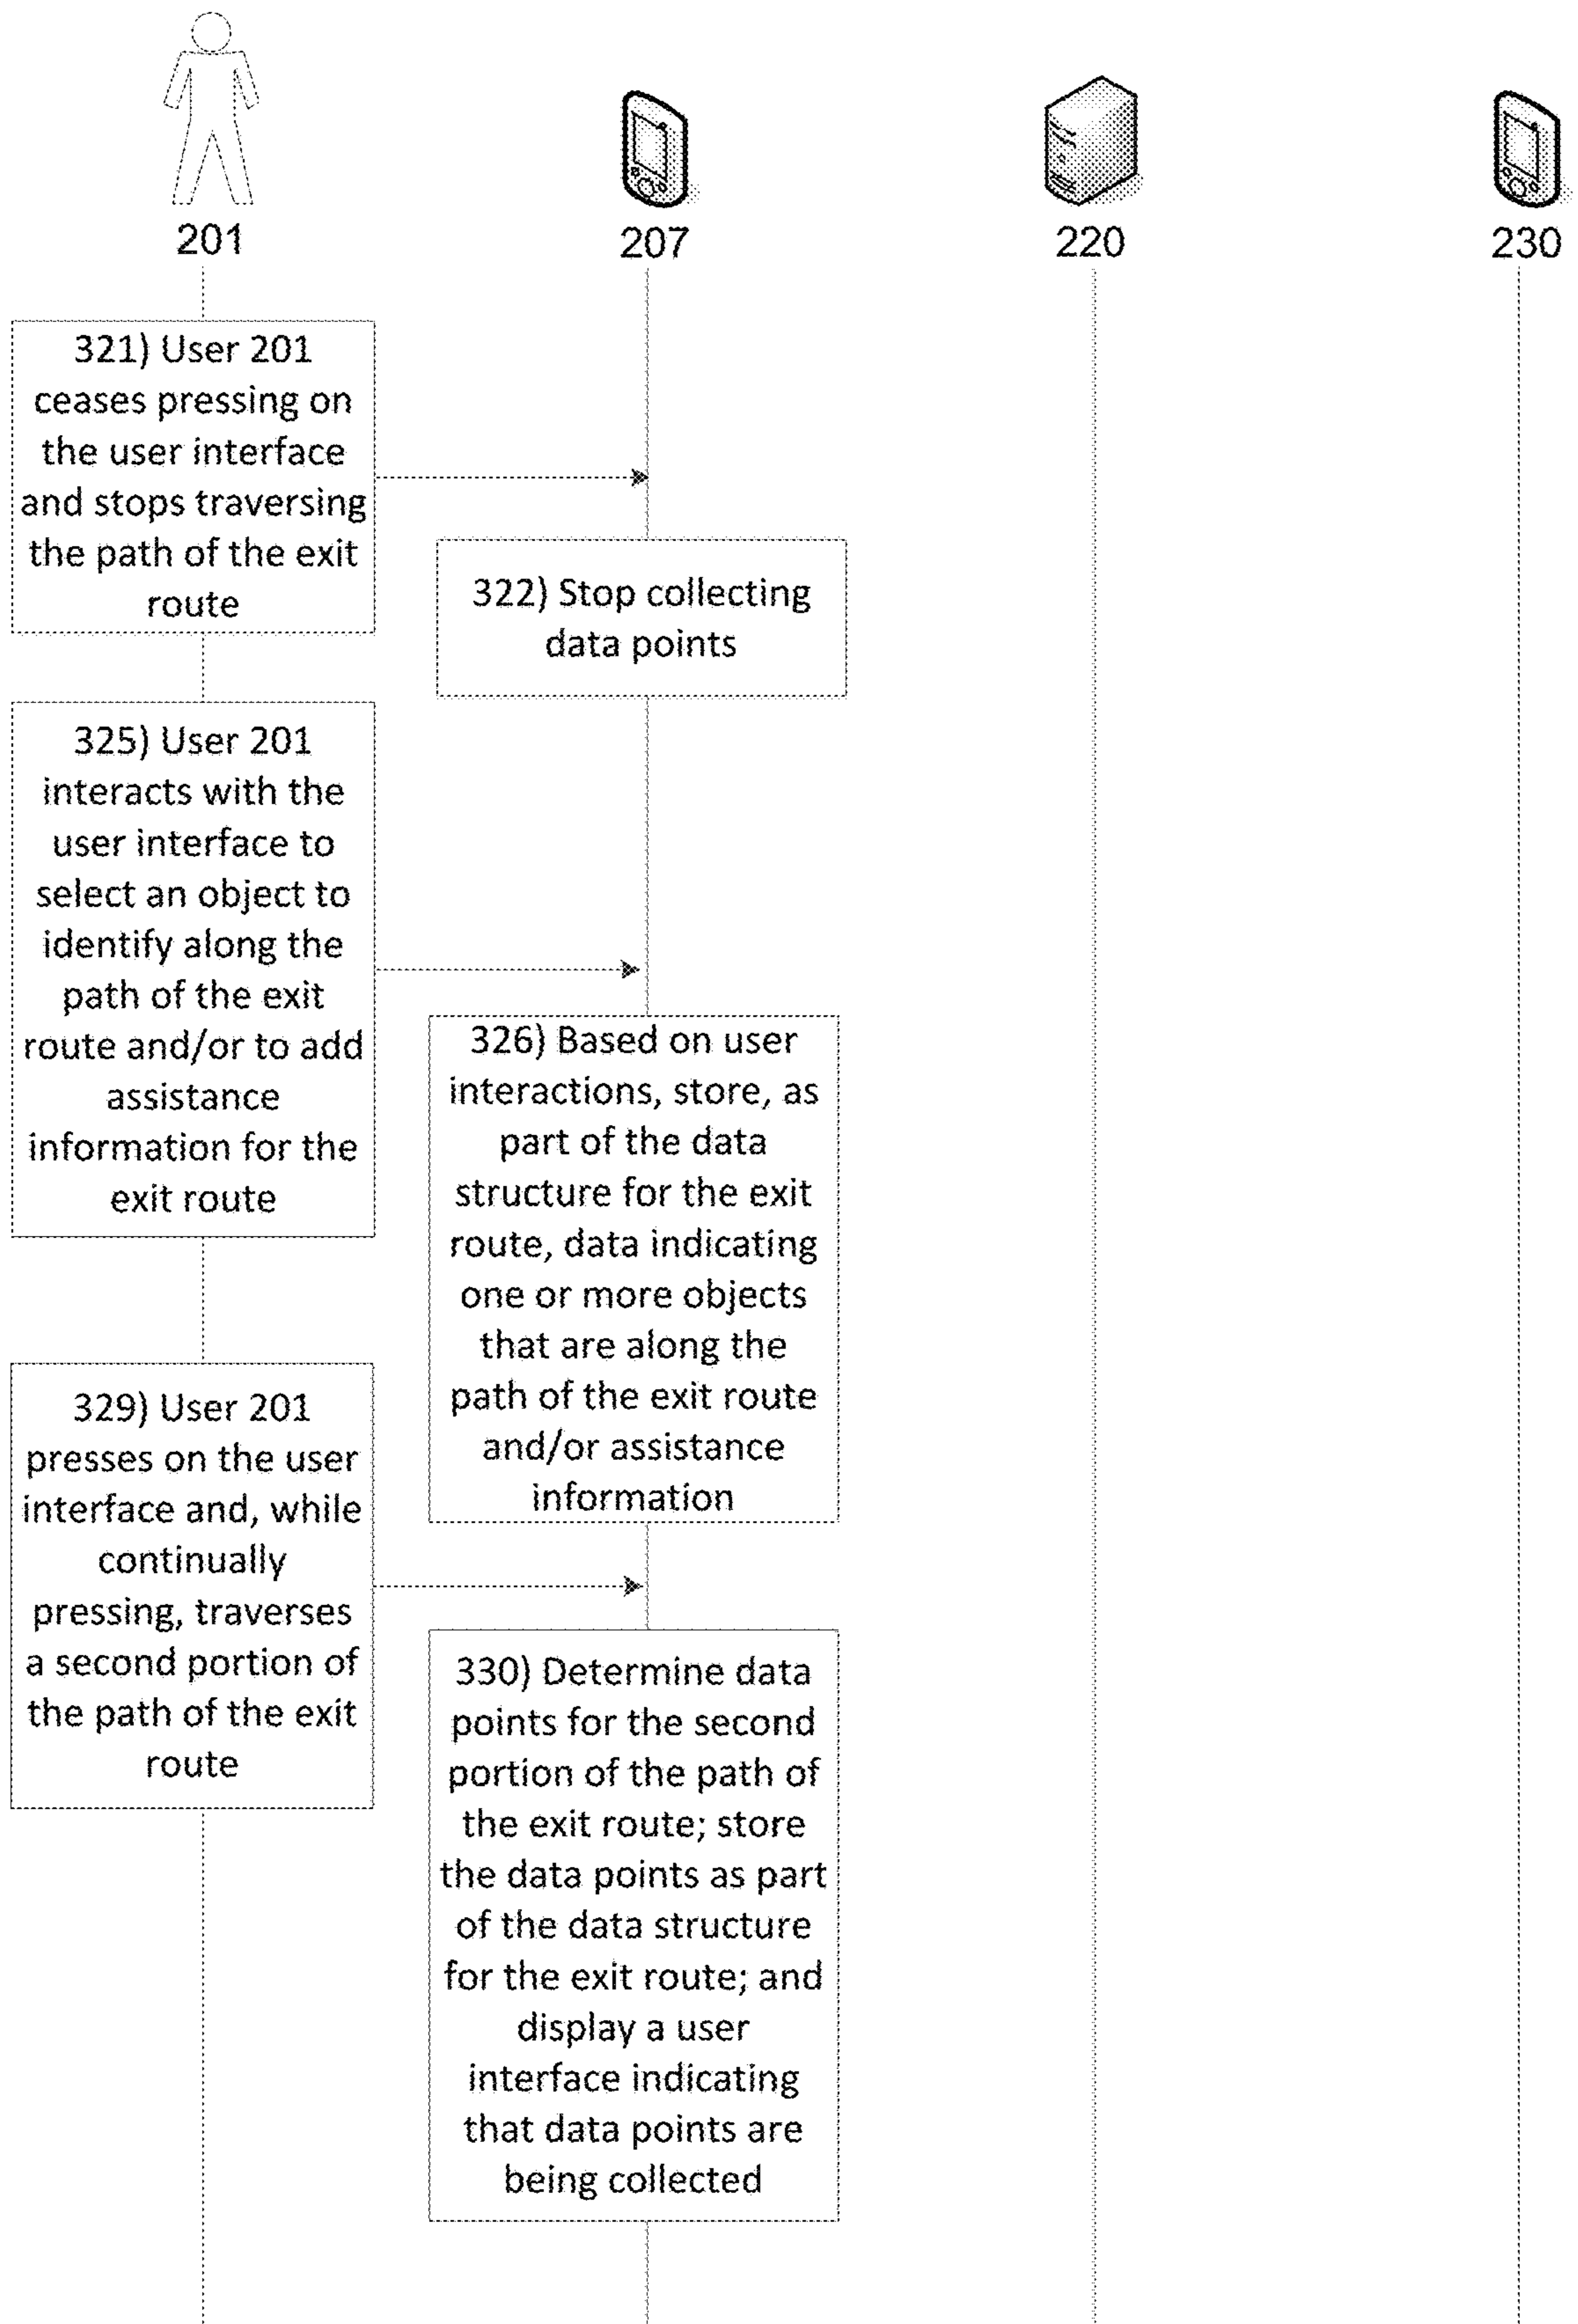 201
207
220
230
321) User 201
ceases pressing on
the user interface
and stops traversing
the path of the exit
route
322) Stop collecting
data points
325) User 201
interacts with the
user interface to
select an object to
identify along the
path of the exit
route and/or to add
assistance
information for the
exit route
326) Based on user
interactions, store, as
part of the data
structure for the exit
route, data indicating
one or more objects
that are along the
path of the exit route
and/or assistance
information
329) User 201
presses on the user
interface and, while
continually
pressing, traverses
a second portion of
the path of the exit
route
330) Determine data
points for the second
portion of the path of
the exit route; store
the data points as part
of the data structure
for the exit route; and
display a user
interface indicating
that data points are
being collected